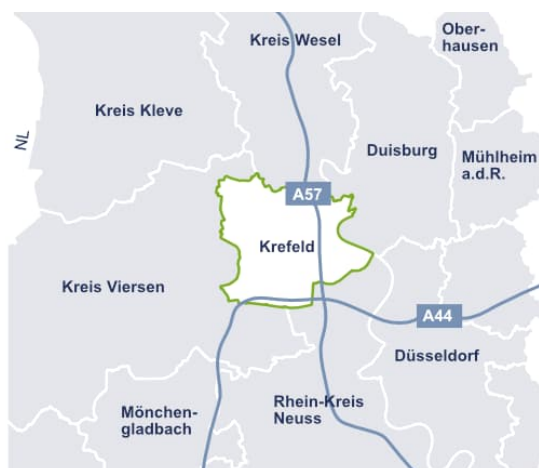 Ober-
hausen
Kreis Wesel
Kreis Kleve
NL
Duisburg
Mühlheim
a.d.R.
A57
Krefeld
Kreis Viersen
A44
Düsseldorf
Rhein-Kreis
Neuss
Mönchen-
gladbach